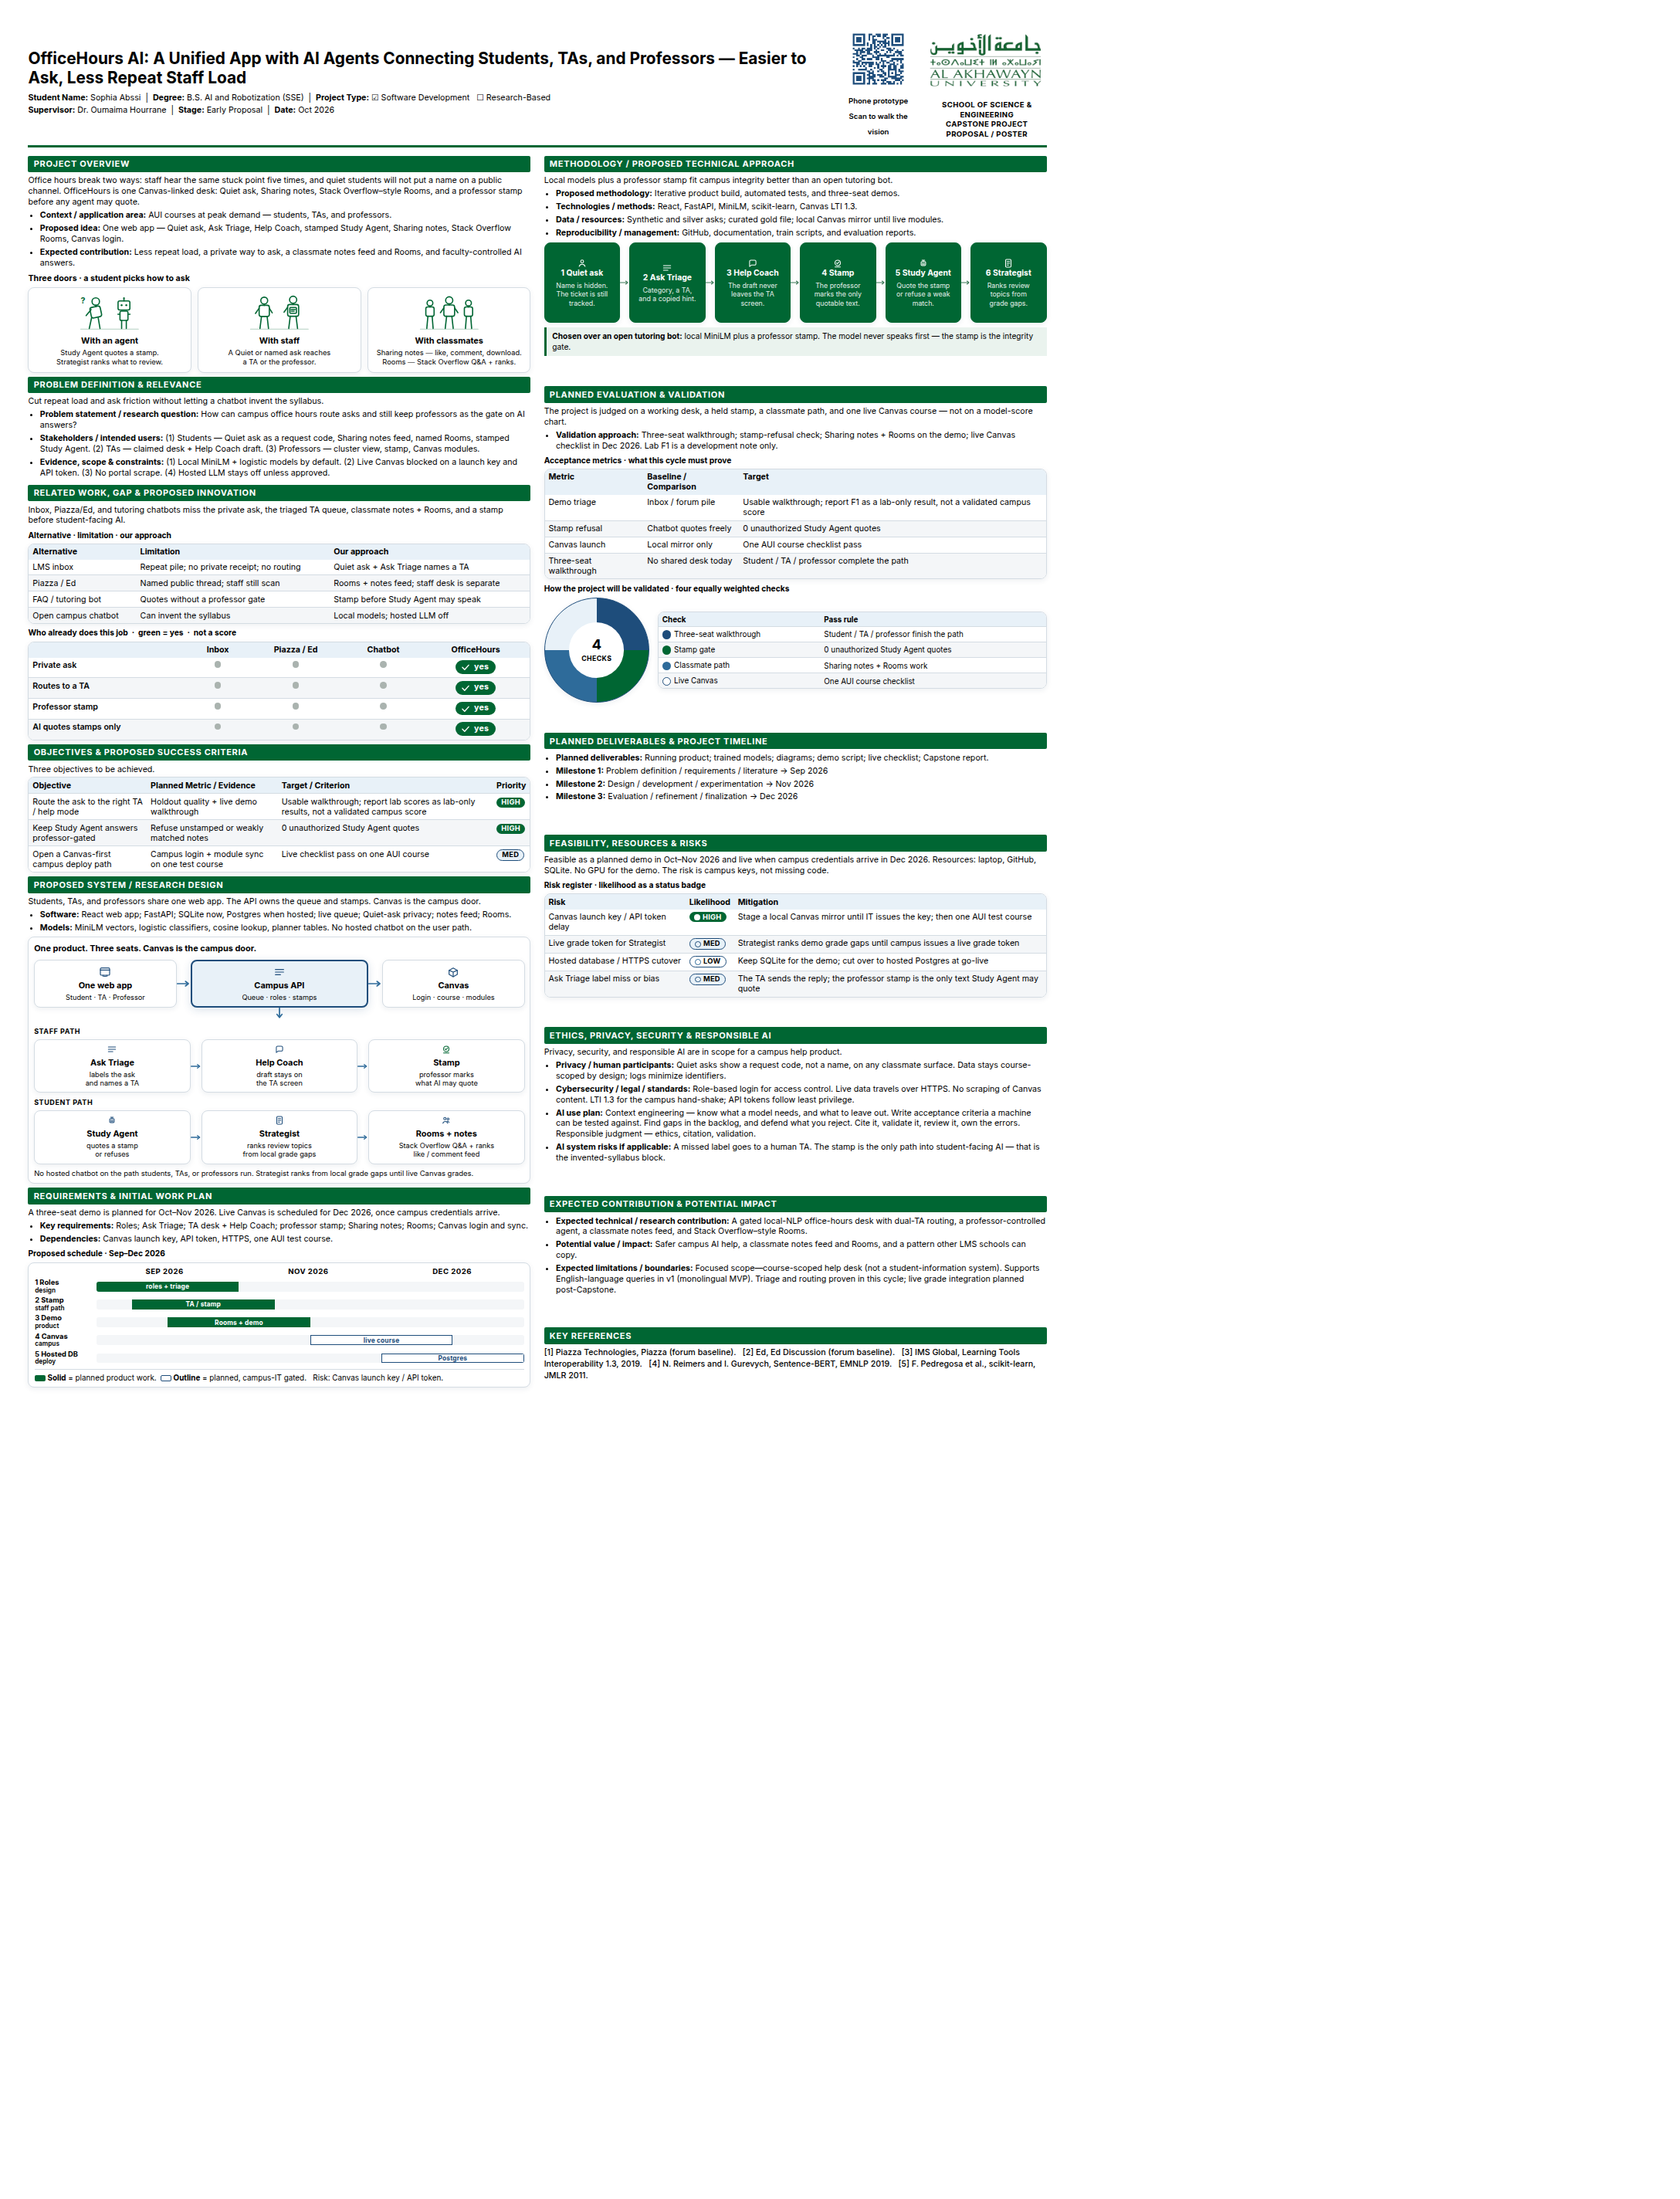 OfficeHours AI: A Unified App with AI Agents Connecting Students, TAs, and Professors — Easier to
Ask, Less Repeat Staff Load
Student Name: Sophia Abssi | Degree: B.S. AI and Robotization (SSE) | Project Type: ☑ Software Development ☐ Research-Based
Supervisor: Dr. Oumaima Hourrane | Stage: Early Proposal | Date: Oct 2026
Phone prototype
Scan to walk the
vision
جامعة الأخوين
AL AKHAWAYN
UNIVERSITY
SCHOOL OF SCIENCE &
ENGINEERING
CAPSTONE PROJECT
PROPOSAL / POSTER
PROJECT OVERVIEW
Office hours break two ways: staff hear the same stuck point five times, and quiet students will not put a name on a public
channel. OfficeHours is one Canvas-linked desk: Quiet ask, Sharing notes, Stack Overflow–style Rooms, and a professor stamp
before any agent may quote.
• Context / application area: AUI courses at peak demand — students, TAs, and professors.
• Proposed idea: One web app — Quiet ask, Ask Triage, Help Coach, stamped Study Agent, Sharing notes, Stack Overflow
Rooms, Canvas login.
• Expected contribution: Less repeat load, a private way to ask, a classmate notes feed and Rooms, and faculty-controlled AI
answers.
Three doors · a student picks how to ask
?
With an agent
Study Agent quotes a stamp.
Strategist ranks what to review.
With staff
A Quiet or named ask reaches
a TA or the professor.
With classmates
Sharing notes — like, comment, download.
Rooms — Stack Overflow Q&A + ranks.
PROBLEM DEFINITION & RELEVANCE
Cut repeat load and ask friction without letting a chatbot invent the syllabus.
• Problem statement / research question: How can campus office hours route asks and still keep professors as the gate on AI
answers?
• Stakeholders / intended users: (1) Students — Quiet ask as a request code, Sharing notes feed, named Rooms, stamped
Study Agent. (2) TAs — claimed desk + Help Coach draft. (3) Professors — cluster view, stamp, Canvas modules.
• Evidence, scope & constraints: (1) Local MiniLM + logistic models by default. (2) Live Canvas blocked on a launch key and
API token. (3) No portal scrape. (4) Hosted LLM stays off unless approved.
RELATED WORK, GAP & PROPOSED INNOVATION
Inbox, Piazza/Ed, and tutoring chatbots miss the private ask, the triaged TA queue, classmate notes + Rooms, and a stamp
before student-facing AI.
Alternative · limitation · our approach
Alternative Limitation Our approach
LMS inbox Repeat pile; no private receipt; no routing Quiet ask + Ask Triage names a TA
Piazza / Ed Named public thread; staff still scan Rooms + notes feed; staff desk is separate
FAQ / tutoring bot Quotes without a professor gate Stamp before Study Agent may speak
Open campus chatbot Can invent the syllabus Local models; hosted LLM off
Who already does this job · green = yes · not a score
Inbox Piazza / Ed Chatbot OfficeHours
Private ask yes
Routes to a TA yes
Professor stamp yes
AI quotes stamps only yes
OBJECTIVES & PROPOSED SUCCESS CRITERIA
Three objectives to be achieved.
Objective Planned Metric / Evidence Target / Criterion Priority
Route the ask to the right TA Holdout quality + live demo Usable walkthrough; report lab scores as lab-only HIGH
/ help mode walkthrough results, not a validated campus score
Keep Study Agent answers Refuse unstamped or weakly 0 unauthorized Study Agent quotes HIGH
professor-gated matched notes
Open a Canvas-first Campus login + module sync Live checklist pass on one AUI course MED
campus deploy path on one test course
PROPOSED SYSTEM / RESEARCH DESIGN
Students, TAs, and professors share one web app. The API owns the queue and stamps. Canvas is the campus door.
• Software: React web app; FastAPI; SQLite now, Postgres when hosted; live queue; Quiet-ask privacy; notes feed; Rooms.
• Models: MiniLM vectors, logistic classifiers, cosine lookup, planner tables. No hosted chatbot on the user path.
One product. Three seats. Canvas is the campus door.
One web app
Student · TA · Professor
Campus API
Queue · roles · stamps
Canvas
Login · course · modules
STAFF PATH
Ask Triage
labels the ask
and names a TA
Help Coach
draft stays on
the TA screen
Stamp
professor marks
what AI may quote
STUDENT PATH
Study Agent
quotes a stamp
or refuses
Strategist
ranks review topics
from local grade gaps
Rooms + notes
Stack Overflow Q&A + ranks
like / comment feed
No hosted chatbot on the path students, TAs, or professors run. Strategist ranks from local grade gaps until live Canvas grades.
REQUIREMENTS & INITIAL WORK PLAN
A three-seat demo is planned for Oct–Nov 2026. Live Canvas is scheduled for Dec 2026, once campus credentials arrive.
• Key requirements: Roles; Ask Triage; TA desk + Help Coach; professor stamp; Sharing notes; Rooms; Canvas login and sync.
• Dependencies: Canvas launch key, API token, HTTPS, one AUI test course.
Proposed schedule · Sep–Dec 2026
SEP 2026 NOV 2026 DEC 2026
1 Roles
design
roles + triage
2 Stamp
staff path
TA / stamp
3 Demo
product
Rooms + demo
4 Canvas
campus
live course
5 Hosted DB
deploy
Postgres
Solid = planned product work. Outline = planned, campus-IT gated. Risk: Canvas launch key / API token.
METHODOLOGY / PROPOSED TECHNICAL APPROACH
Local models plus a professor stamp fit campus integrity better than an open tutoring bot.
• Proposed methodology: Iterative product build, automated tests, and three-seat demos.
• Technologies / methods: React, FastAPI, MiniLM, scikit-learn, Canvas LTI 1.3.
• Data / resources: Synthetic and silver asks; curated gold file; local Canvas mirror until live modules.
• Reproducibility / management: GitHub, documentation, train scripts, and evaluation reports.
1 Quiet ask
Name is hidden.
The ticket is still
tracked.
2 Ask Triage
Category, a TA,
and a copied hint.
3 Help Coach
The draft never
leaves the TA
screen.
4 Stamp
The professor
marks the only
quotable text.
5 Study Agent
Quote the stamp
or refuse a weak
match.
6 Strategist
Ranks review
topics from
grade gaps.
Chosen over an open tutoring bot: local MiniLM plus a professor stamp. The model never speaks first — the stamp is the integrity
gate.
PLANNED EVALUATION & VALIDATION
The project is judged on a working desk, a held stamp, a classmate path, and one live Canvas course — not on a model-score
chart.
• Validation approach: Three-seat walkthrough; stamp-refusal check; Sharing notes + Rooms on the demo; live Canvas
checklist in Dec 2026. Lab F1 is a development note only.
Acceptance metrics · what this cycle must prove
Metric Baseline / Target
Comparison
Demo triage Inbox / forum pile Usable walkthrough; report F1 as a lab-only result, not a validated campus
score
Stamp refusal Chatbot quotes freely 0 unauthorized Study Agent quotes
Canvas launch Local mirror only One AUI course checklist pass
Three-seat No shared desk today Student / TA / professor complete the path
walkthrough
How the project will be validated · four equally weighted checks
4
CHECKS
Check Pass rule
Three-seat walkthrough Student / TA / professor finish the path
Stamp gate 0 unauthorized Study Agent quotes
Classmate path Sharing notes + Rooms work
Live Canvas One AUI course checklist
PLANNED DELIVERABLES & PROJECT TIMELINE
• Planned deliverables: Running product; trained models; diagrams; demo script; live checklist; Capstone report.
• Milestone 1: Problem definition / requirements / literature → Sep 2026
• Milestone 2: Design / development / experimentation → Nov 2026
• Milestone 3: Evaluation / refinement / finalization → Dec 2026
FEASIBILITY, RESOURCES & RISKS
Feasible as a planned demo in Oct–Nov 2026 and live when campus credentials arrive in Dec 2026. Resources: laptop, GitHub,
SQLite. No GPU for the demo. The risk is campus keys, not missing code.
Risk register · likelihood as a status badge
Risk Likelihood Mitigation
Canvas launch key / API token HIGH Stage a local Canvas mirror until IT issues the key; then one AUI test course
delay
Live grade token for Strategist MED Strategist ranks demo grade gaps until campus issues a live grade token
Hosted database / HTTPS cutover LOW Keep SQLite for the demo; cut over to hosted Postgres at go-live
Ask Triage label miss or bias MED The TA sends the reply; the professor stamp is the only text Study Agent may
quote
ETHICS, PRIVACY, SECURITY & RESPONSIBLE AI
Privacy, security, and responsible AI are in scope for a campus help product.
• Privacy / human participants: Quiet asks show a request code, not a name, on any classmate surface. Data stays course-
scoped by design; logs minimize identifiers.
• Cybersecurity / legal / standards: Role-based login for access control. Live data travels over HTTPS. No scraping of Canvas
content. LTI 1.3 for the campus hand-shake; API tokens follow least privilege.
• AI use plan: Context engineering — know what a model needs, and what to leave out. Write acceptance criteria a machine
can be tested against. Find gaps in the backlog, and defend what you reject. Cite it, validate it, review it, own the errors.
Responsible judgment — ethics, citation, validation.
• AI system risks if applicable: A missed label goes to a human TA. The stamp is the only path into student-facing AI — that is
the invented-syllabus block.
EXPECTED CONTRIBUTION & POTENTIAL IMPACT
• Expected technical / research contribution: A gated local-NLP office-hours desk with dual-TA routing, a professor-controlled
agent, a classmate notes feed, and Stack Overflow–style Rooms.
• Potential value / impact: Safer campus AI help, a classmate notes feed and Rooms, and a pattern other LMS schools can
copy.
• Expected limitations / boundaries: Focused scope—course-scoped help desk (not a student-information system). Supports
English-language queries in v1 (monolingual MVP). Triage and routing proven in this cycle; live grade integration planned
post-Capstone.
KEY REFERENCES
[1] Piazza Technologies, Piazza (forum baseline). [2] Ed, Ed Discussion (forum baseline). [3] IMS Global, Learning Tools
Interoperability 1.3, 2019. [4] N. Reimers and I. Gurevych, Sentence-BERT, EMNLP 2019. [5] F. Pedregosa et al., scikit-learn,
JMLR 2011.